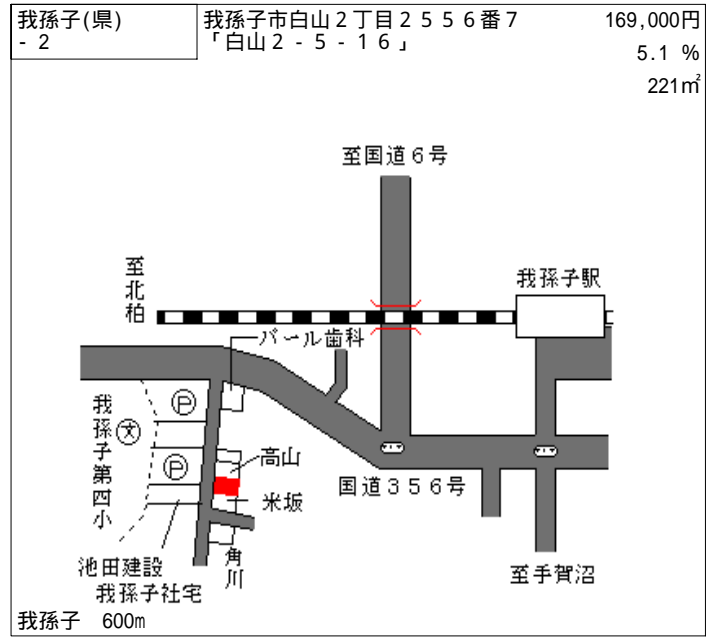 我孫子(県)
- 2
我孫子市白山２丁目２５５６番７
「白山２‐５‐１６」
169,000円
5.1 %
221㎡
至国道６号
至北柏
我孫子駅
パール歯科
我孫子第四小
文
P
P
高山
米坂
国道３５６号
角川
池田建設
我孫子社宅
至手賀沼
我孫子 600m